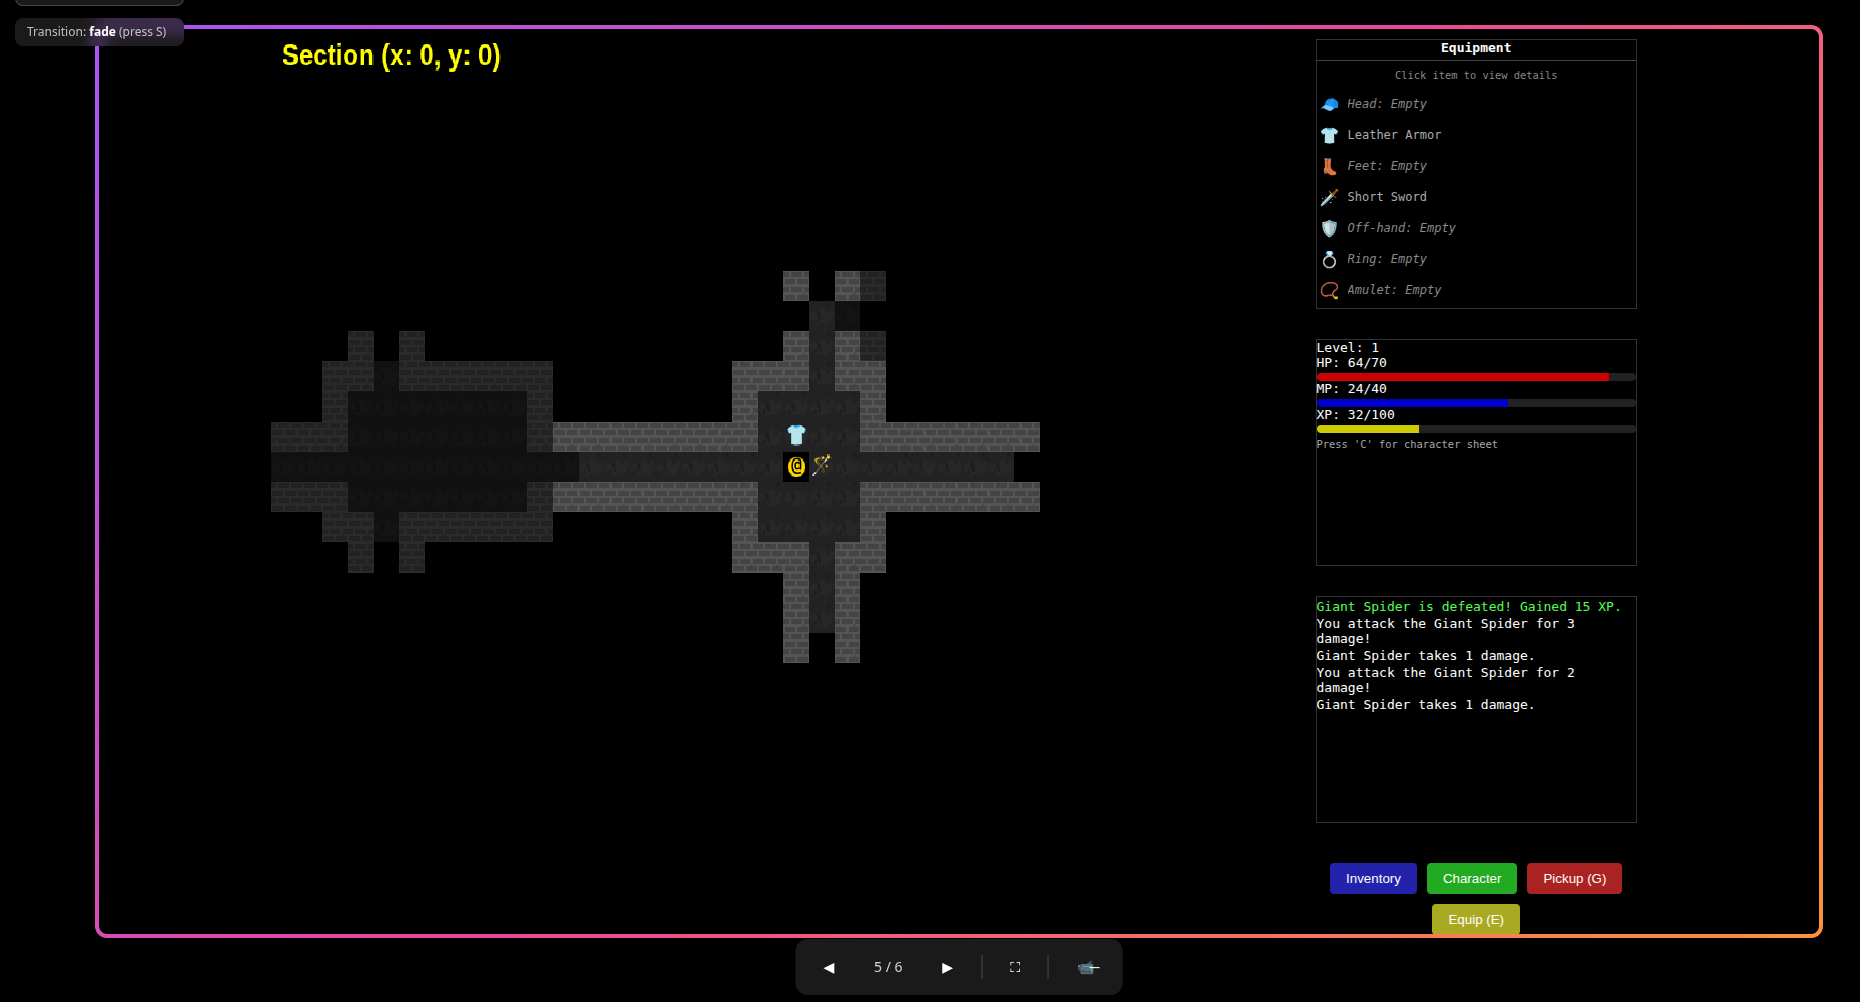 Transition: fade (press S)
Section (x: 0, y: 0)
@
Equipment
Click item to view details
Head: Empty
Leather Armor
Feet: Empty
Short Sword
Off-hand: Empty
Ring: Empty
Amulet: Empty
Level: 1
HP: 64/70
MP: 24/40
XP: 32/100
Press 'C' for character sheet
Giant Spider is defeated! Gained 15 XP.
You attack the Giant Spider for 3
damage!
Giant Spider takes 1 damage.
You attack the Giant Spider for 2
damage!
Giant Spider takes 1 damage.
Inventory
Character
Pickup (G)
Equip (E)
5 / 6